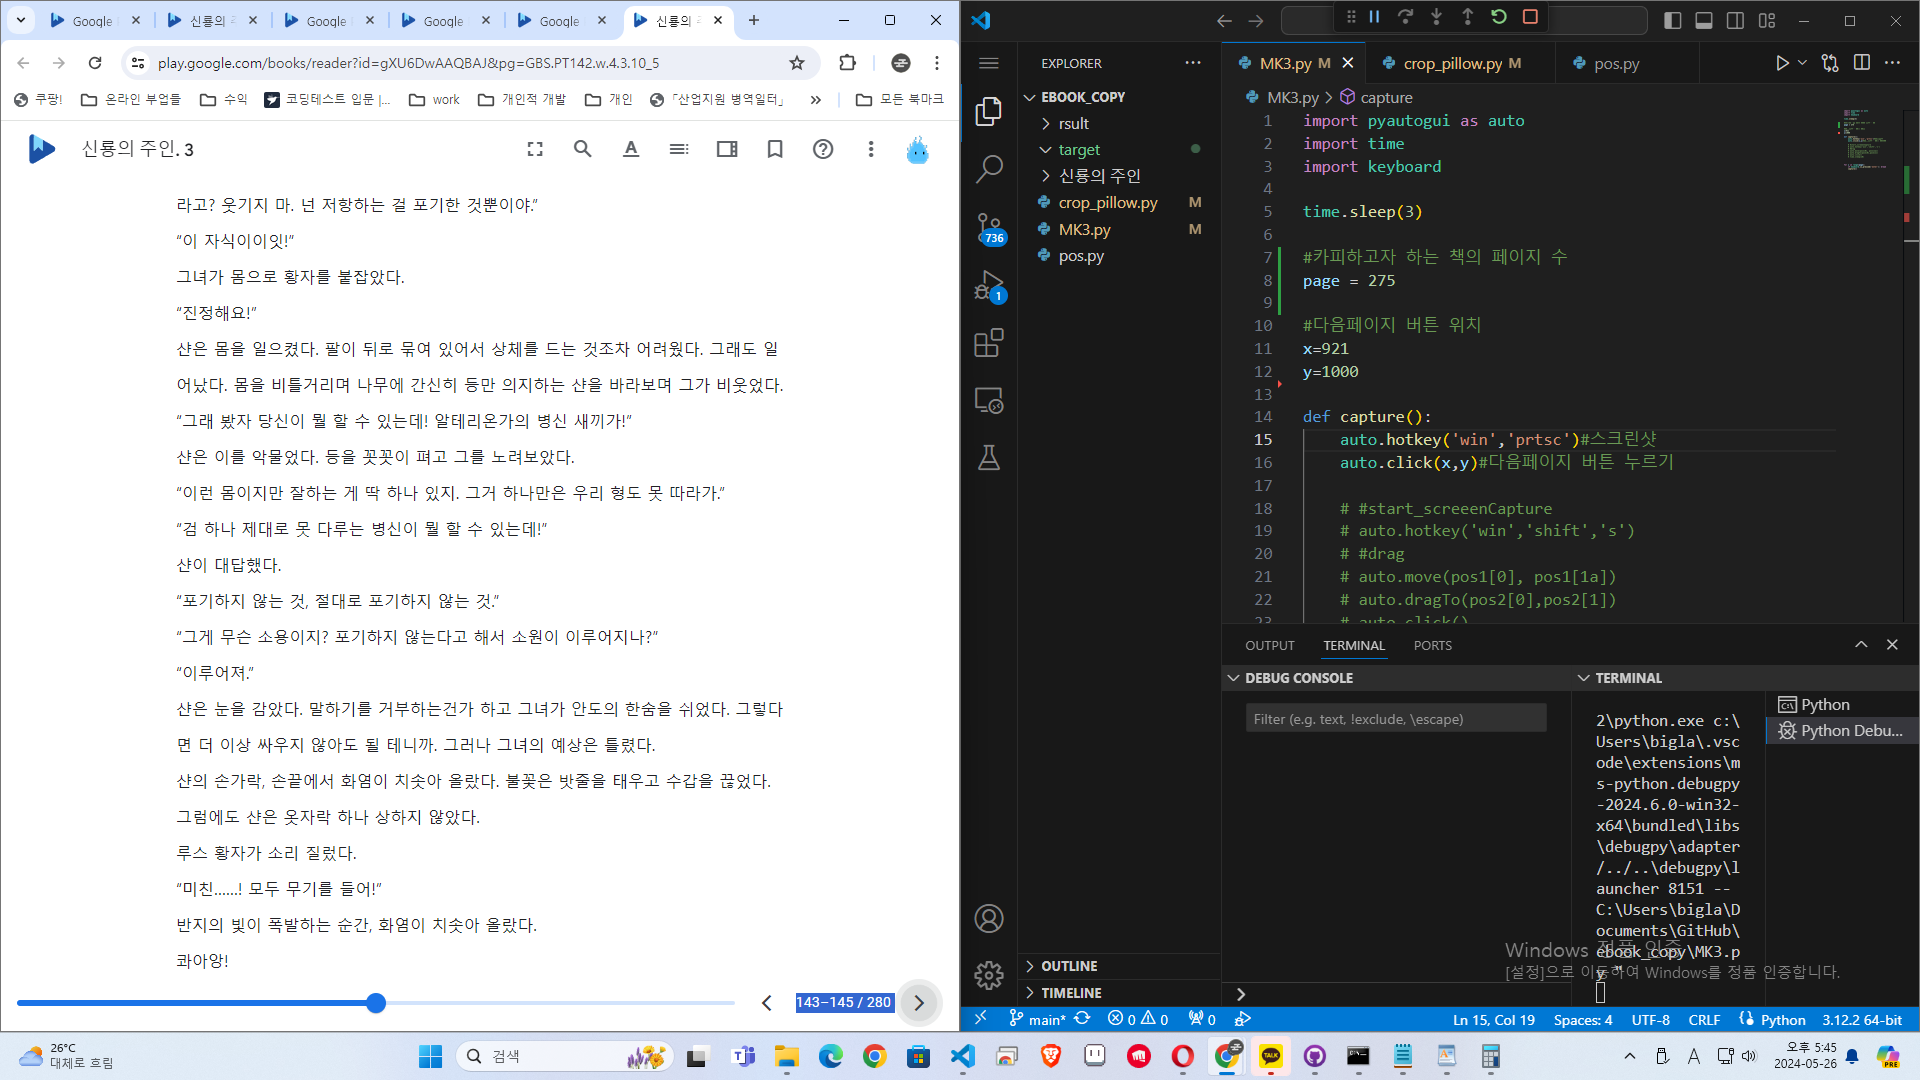 Google
신룡의 주
Google
Google
Google
신룡의 주
play.google.com/books/reader?id=gXU6DwAAQBAJ&pg=GBS.PT142.w.4.3.10_5
쿠팡!
온라인 부업들
수익
코딩테스트 입문 |...
work
개인적 개발
개인
「산업지원 병역일터」
모든 북마크
신룡의 주인. 3
라고? 웃기지 마. 넌 저항하는 걸 포기한 것뿐이야.”
“이 자식이이잇!”
그녀가 몸으로 황자를 붙잡았다.
“진정해요!”
샨은 몸을 일으켰다. 팔이 뒤로 묶여 있어서 상체를 드는 것조차 어려웠다. 그래도 일
어났다. 몸을 비틀거리며 나무에 간신히 등만 의지하는 샨을 바라보며 그가 비웃었다.
“그래 봤자 당신이 뭘 할 수 있는데! 알테리온가의 병신 새끼가!”
샨은 이를 악물었다. 등을 꼿꼿이 펴고 그를 노려보았다.
“이런 몸이지만 잘하는 게 딱 하나 있지. 그거 하나만은 우리 형도 못 따라가.”
“검 하나 제대로 못 다루는 병신이 뭘 할 수 있는데!”
샨이 대답했다.
“포기하지 않는 것, 절대로 포기하지 않는 것.”
“그게 무슨 소용이지? 포기하지 않는다고 해서 소원이 이루어지나?”
“이루어져.”
샨은 눈을 감았다. 말하기를 거부하는건가 하고 그녀가 안도의 한숨을 쉬었다. 그렇다
면 더 이상 싸우지 않아도 될 테니까. 그러나 그녀의 예상은 틀렸다.
샨의 손가락, 손끝에서 화염이 치솟아 올랐다. 불꽃은 밧줄을 태우고 수갑을 끊었다.
그럼에도 샨은 옷자락 하나 상하지 않았다.
루스 황자가 소리 질렀다.
“미친……! 모두 무기를 들어!”
반지의 빛이 폭발하는 순간, 화염이 치솟아 올랐다.
콰아앙!
143–145 / 280
EXPLORER
EBOOK_COPY
rsult
target
신룡의 주인
crop_pillow.py M
MK3.py M
pos.py
736
1
OUTLINE
TIMELINE
MK3.py M
crop_pillow.py M
pos.py
MK3.py > capture
1 import pyautogui as auto
2 import time
3 import keyboard
4
5 time.sleep(3)
6
7 #카피하고자 하는 책의 페이지 수
8 page = 275
9
10 #다음페이지 버튼 위치
11 x=921
12 y=1000
13
14 def capture():
15 auto.hotkey('win','prtsc')#스크린샷
16 auto.click(x,y)#다음페이지 버튼 누르기
17
18 # #start_screeenCapture
19 # auto.hotkey('win','shift','s')
20 # #drag
21 # auto.move(pos1[0], pos1[1a])
22 # auto.dragTo(pos2[0],pos2[1])
23 # auto.click()
OUTPUT
TERMINAL
PORTS
DEBUG CONSOLE
Filter (e.g. text, !exclude, \escape)
TERMINAL
2\python.exe c:\
Users\bigla\.vsc
ode\extensions\m
s-python.debugpy
-2024.6.0-win32-
x64\bundled\libs
\debugpy\adapter
/../..\debugpy\l
auncher 8151 --
C:\Users\bigla\D
ocuments\GitHub\
ebook_copy\MK3.p
y "
Python
Python Debu...
Windows 정품 인증
[설정]으로 이동하여 Windows를 정품 인증합니다.
main*
0
0
0
Ln 15, Col 19
Spaces: 4
UTF-8
CRLF
Python
3.12.2 64-bit
26°C
대체로 흐림
검색
TALK
A
오후 5:45
2024-05-26
PRE